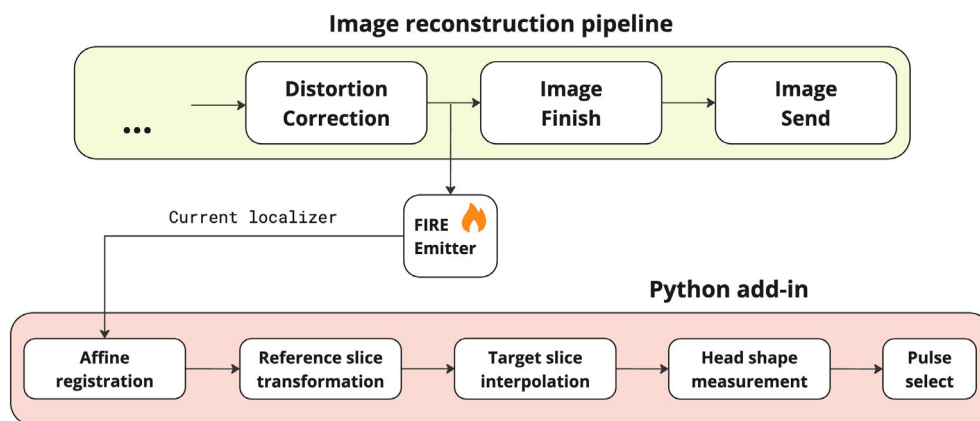 Image reconstruction pipeline
...
Distortion
Correction
Image
Finish
Image
Send
FIRE
Emitter
Current localizer
Python add-in
Affine
registration
Reference slice
transformation
Target slice
interpolation
Head shape
measurement
Pulse
select